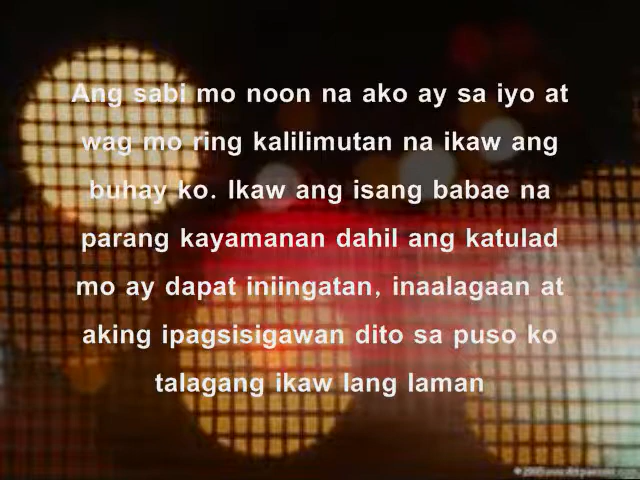 Ang sabi mo noon na ako ay sa iyo at
wag mo ring kalilimutan na ikaw ang
buhay ko. Ikaw ang isang babae na
parang kayamanan dahil ang katulad
mo ay dapat iniingatan, inaalagaan at
aking ipagsisigawan dito sa puso ko
talagang ikaw lang laman